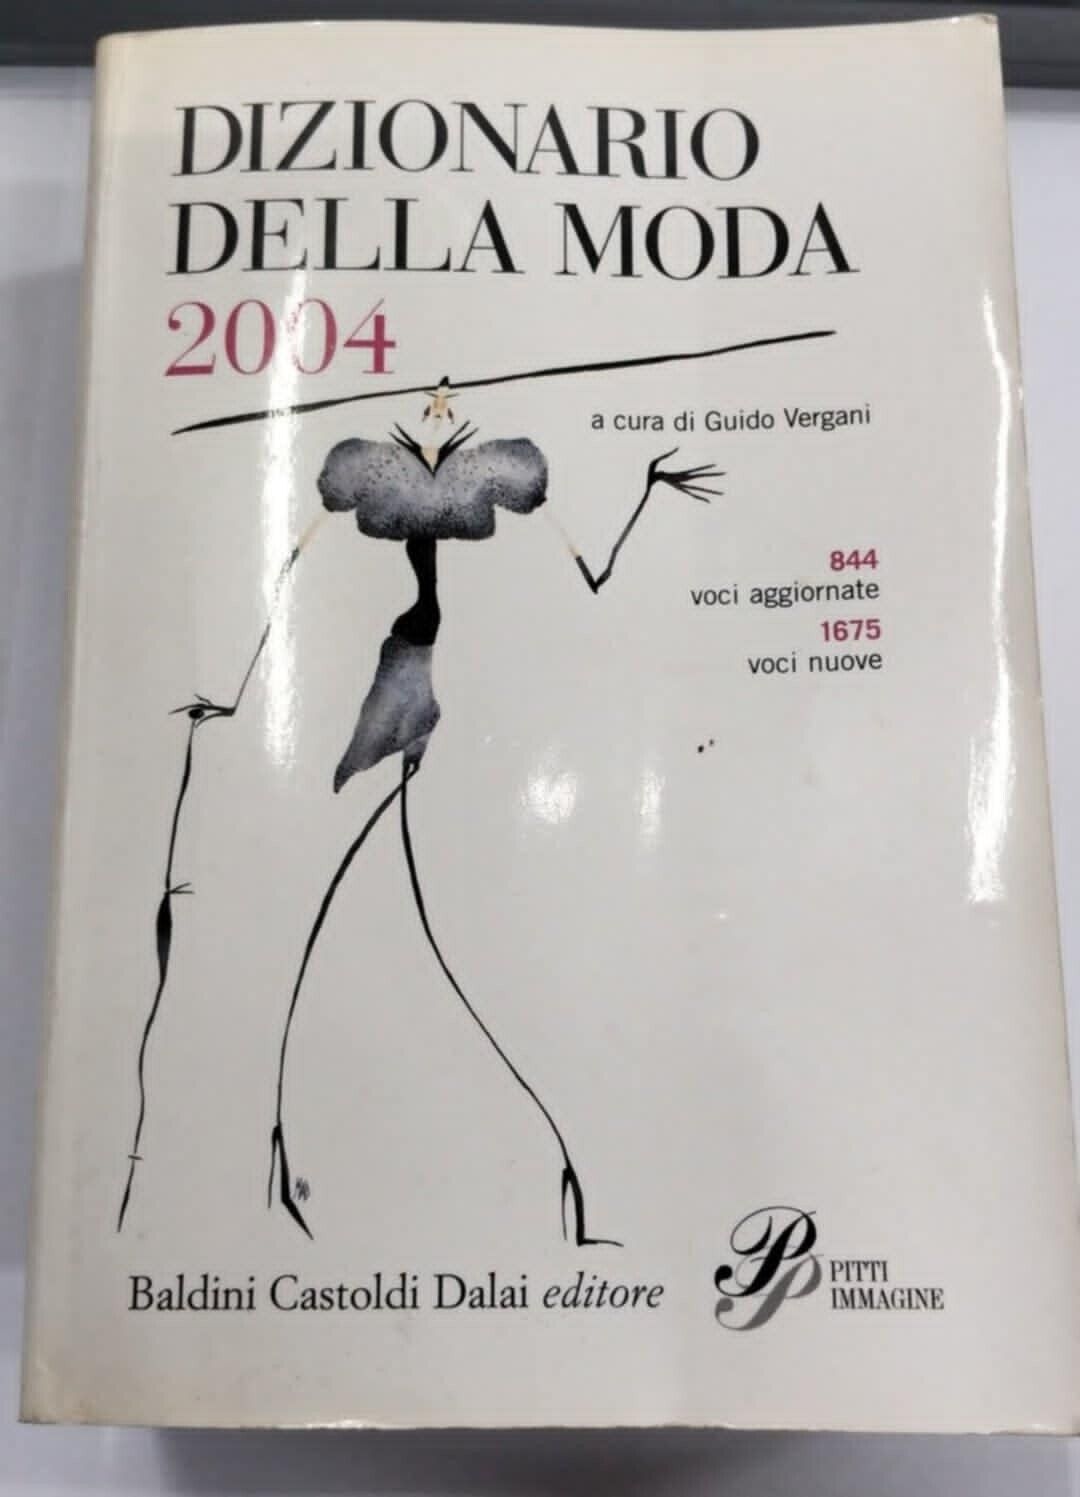 DIZIONARIO
DELLA MODA
2004
a cura di Guido Vergani
844
voci aggiornate
1675
voci nuove
Baldini Castoldi Dalai editore
PITTI
IMMAGINE